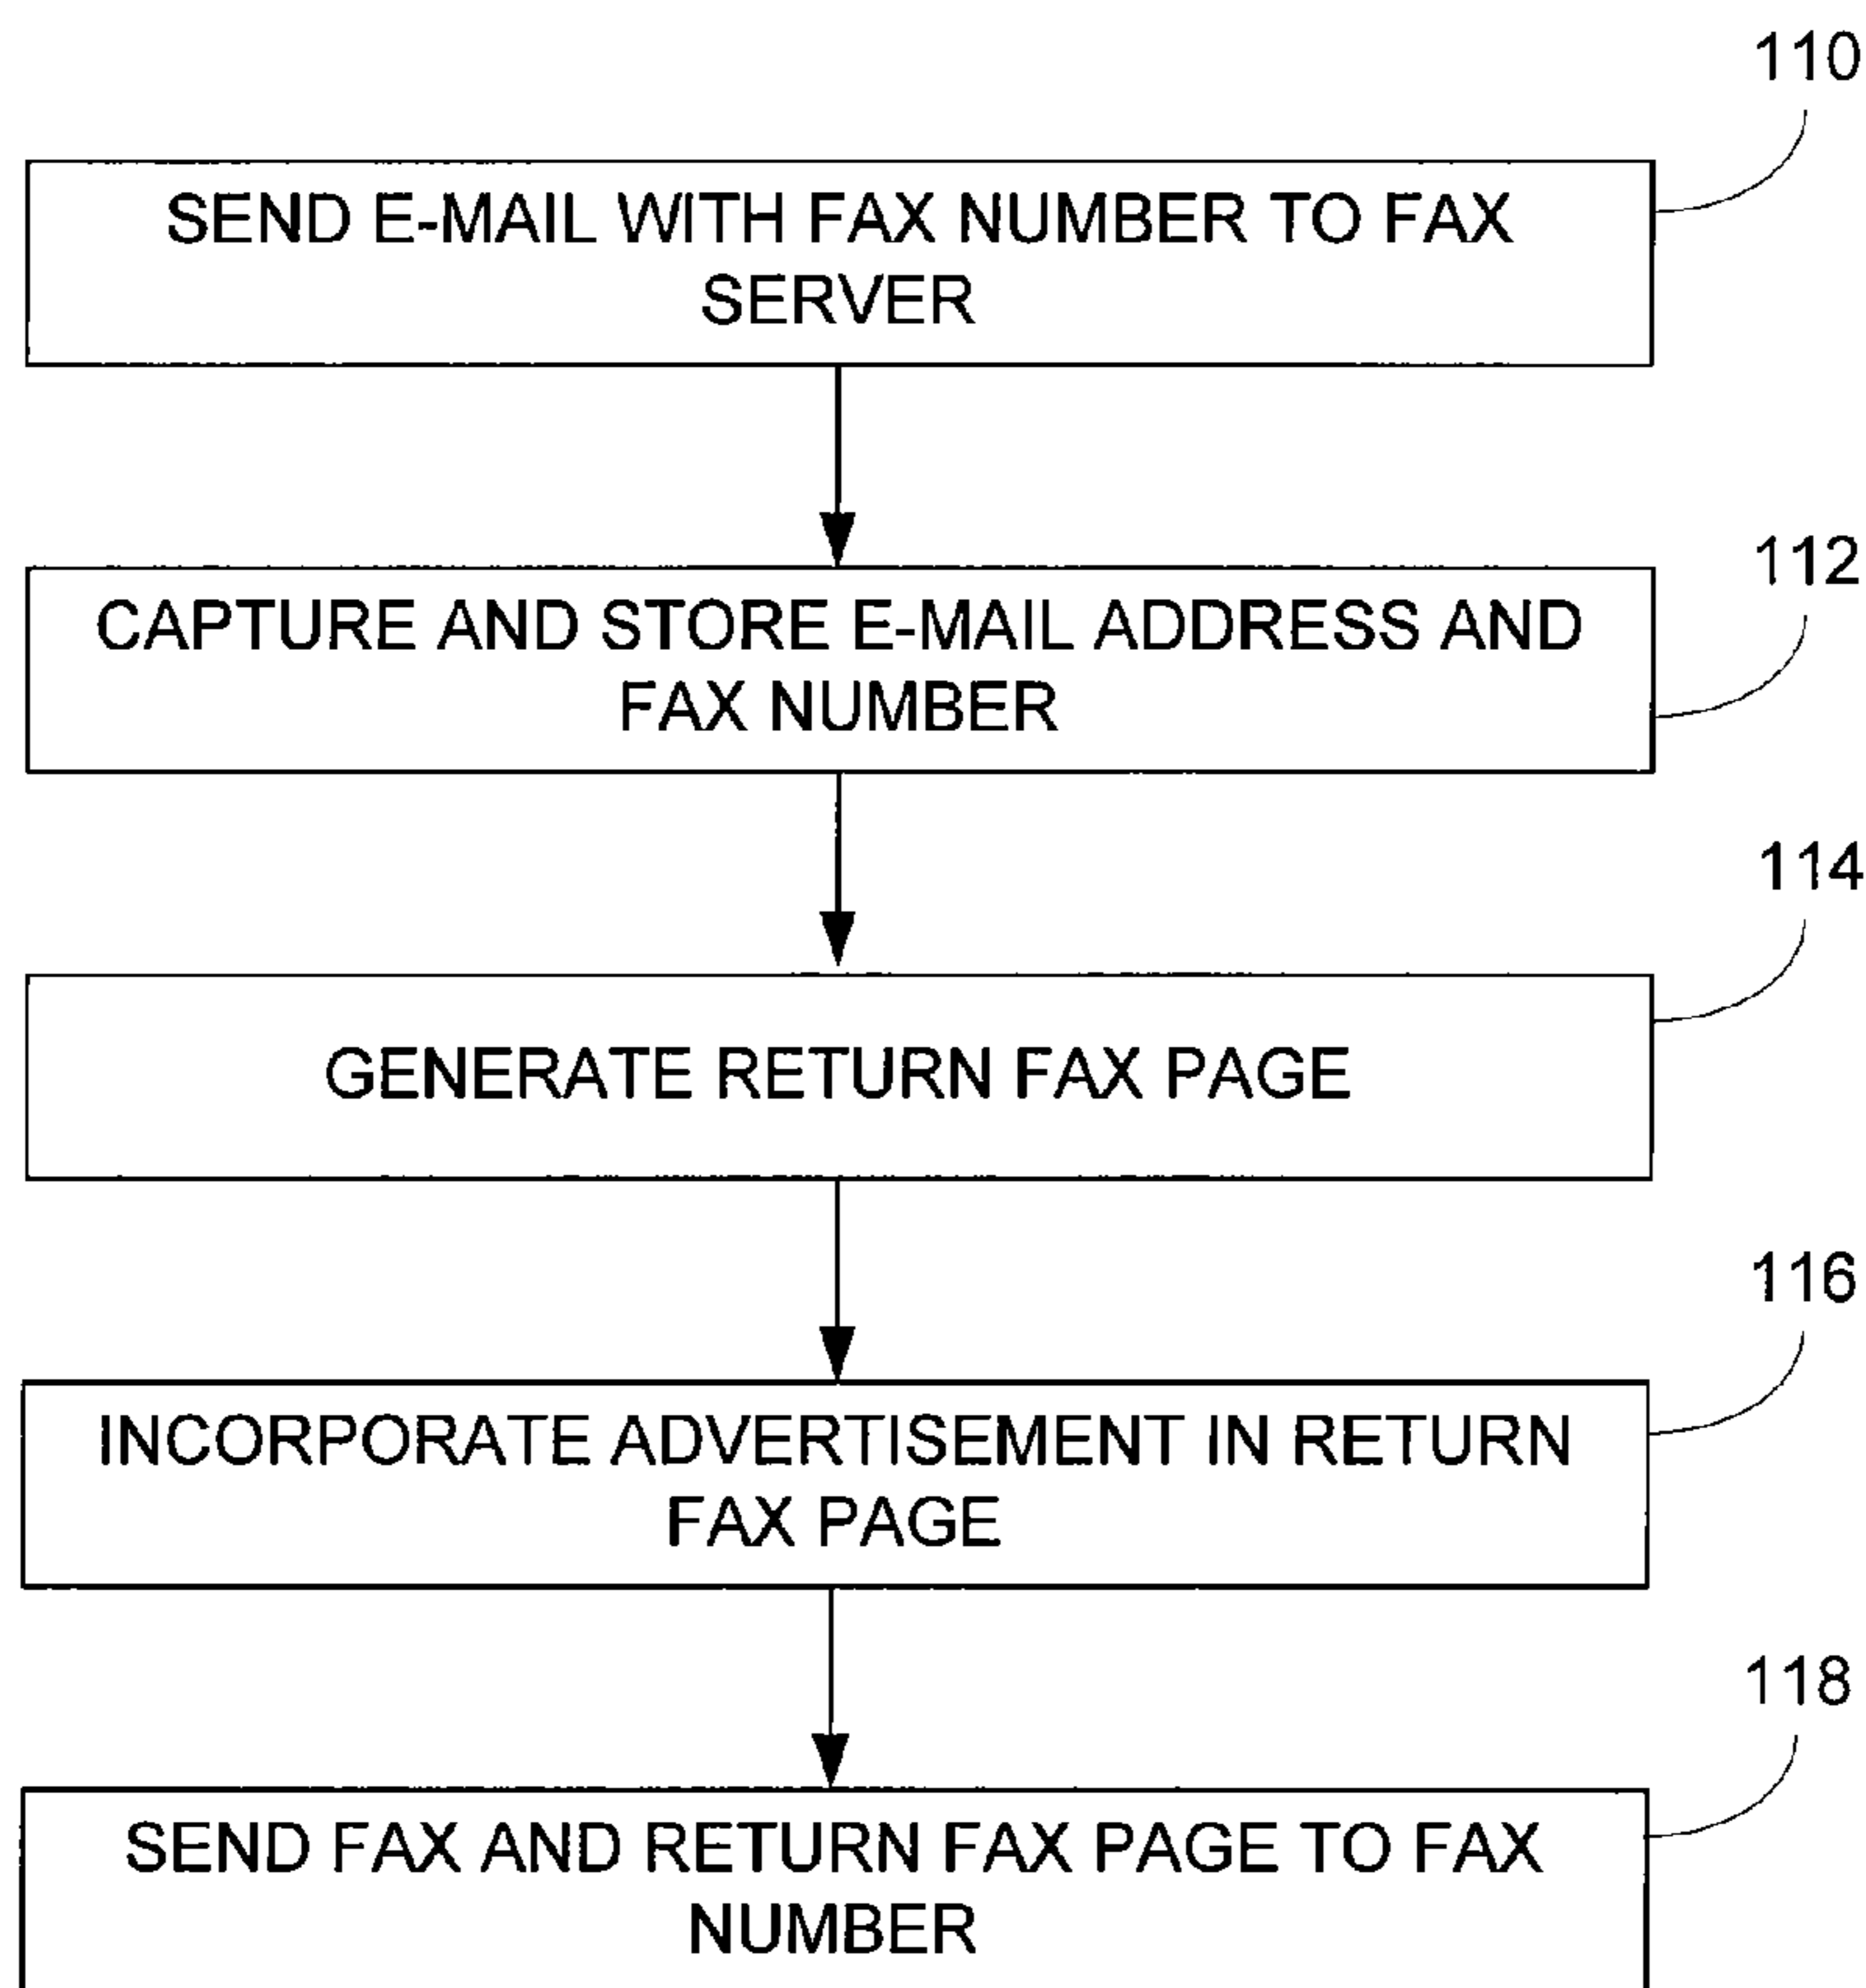 110
SEND E-MAIL WITH FAX NUMBER TO FAX
SERVER
112
CAPTURE AND STORE E-MAIL ADDRESS AND
FAX NUMBER
114
GENERATE RETURN FAX PAGE
116
INCORPORATE ADVERTISEMENT IN RETURN
FAX PAGE
118
SEND FAX AND RETURN FAX PAGE TO FAX
NUMBER